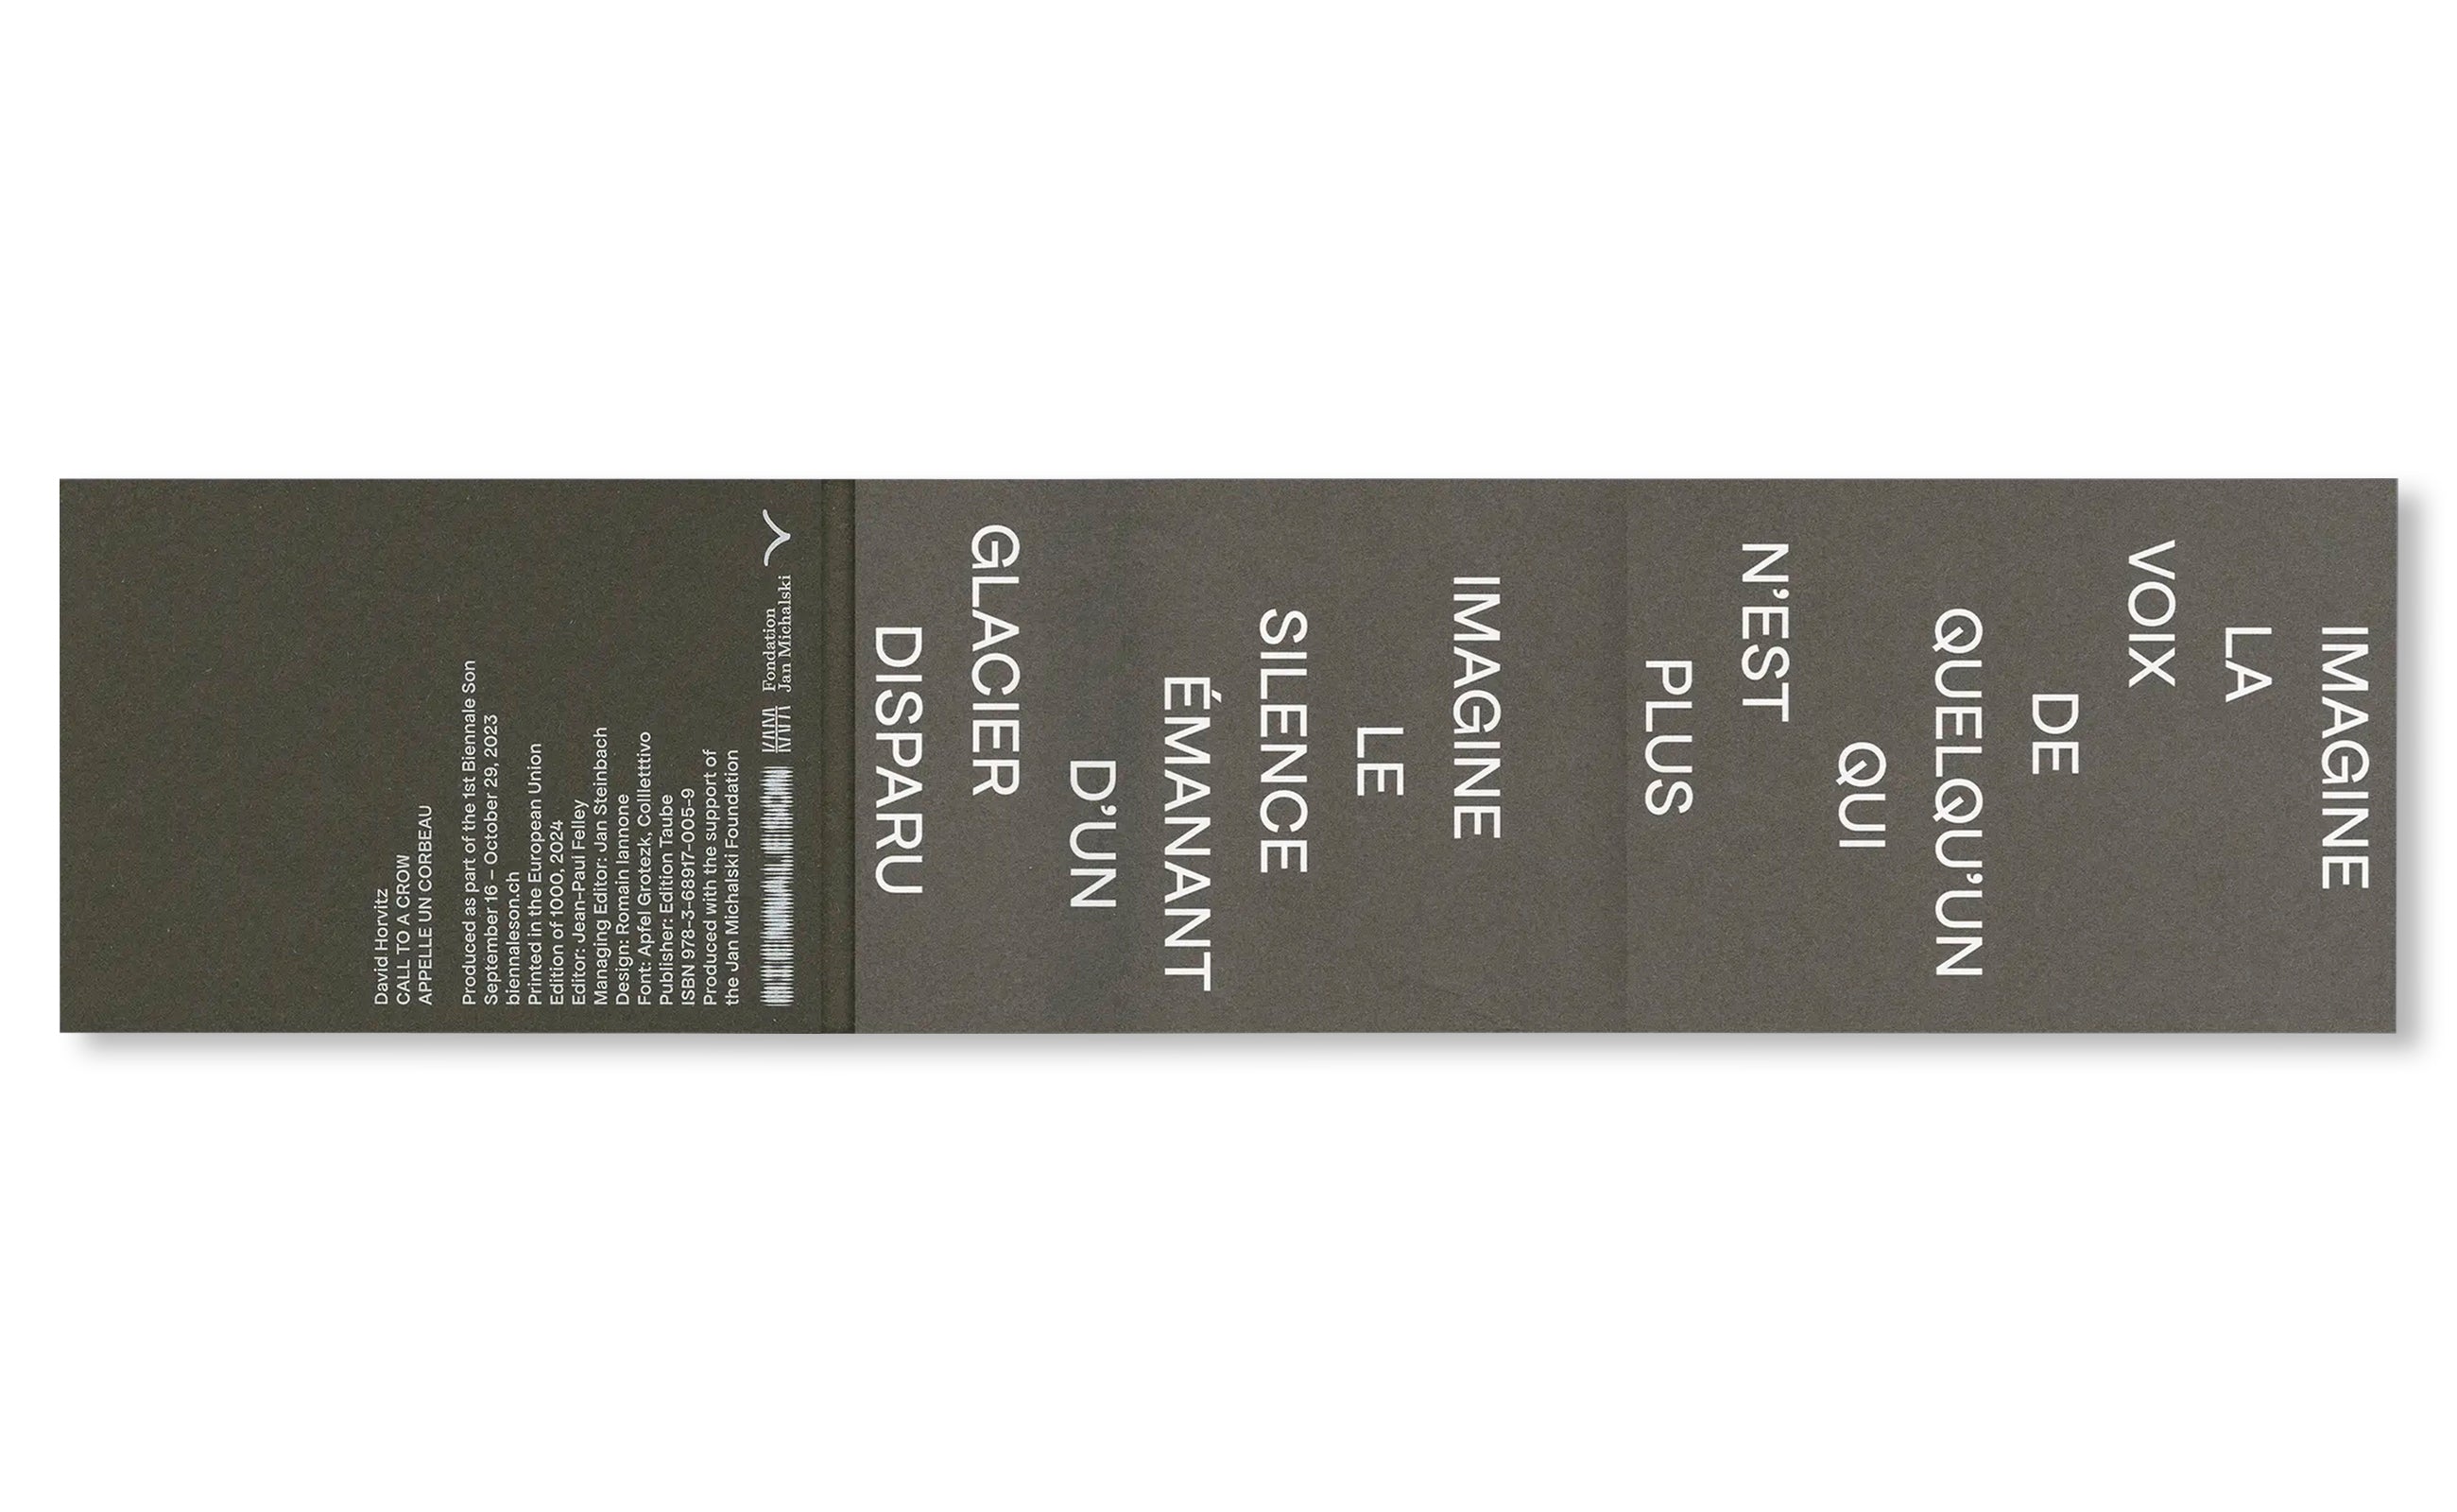 David Horvitz
CALL TO A CROW
APPELLE UN CORBEAU
Produced as part of the 1st Biennale Son
September 16 – October 29, 2023
biennaleson.ch
Printed in the European Union
Edition of 1000, 2024
Editor: Jean-Paul Felley
Managing Editor: Jan Steinbach
Design: Romain Iannone
Font: Apfel Grotezk, Collletttivo
Publisher: Edition Taube
ISBN 978-3-68917-005-9
Produced with the support of
the Jan Michalski Foundation
Fondation
Jan Michalski
IMAGINE
LA
VOIX
DE
QUELQU'UN
QUI
N'EST
PLUS
IMAGINE
LE
SILENCE
ÉMANANT
D'UN
GLACIER
DISPARU